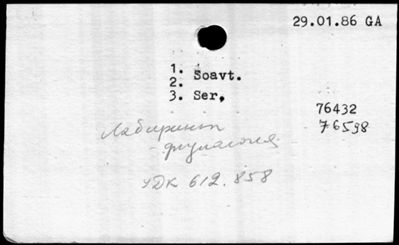 29.01.86 GA
1.
2. Soavt.
3. Ser,
76432
76598
Лабиринт
УДК 612.858